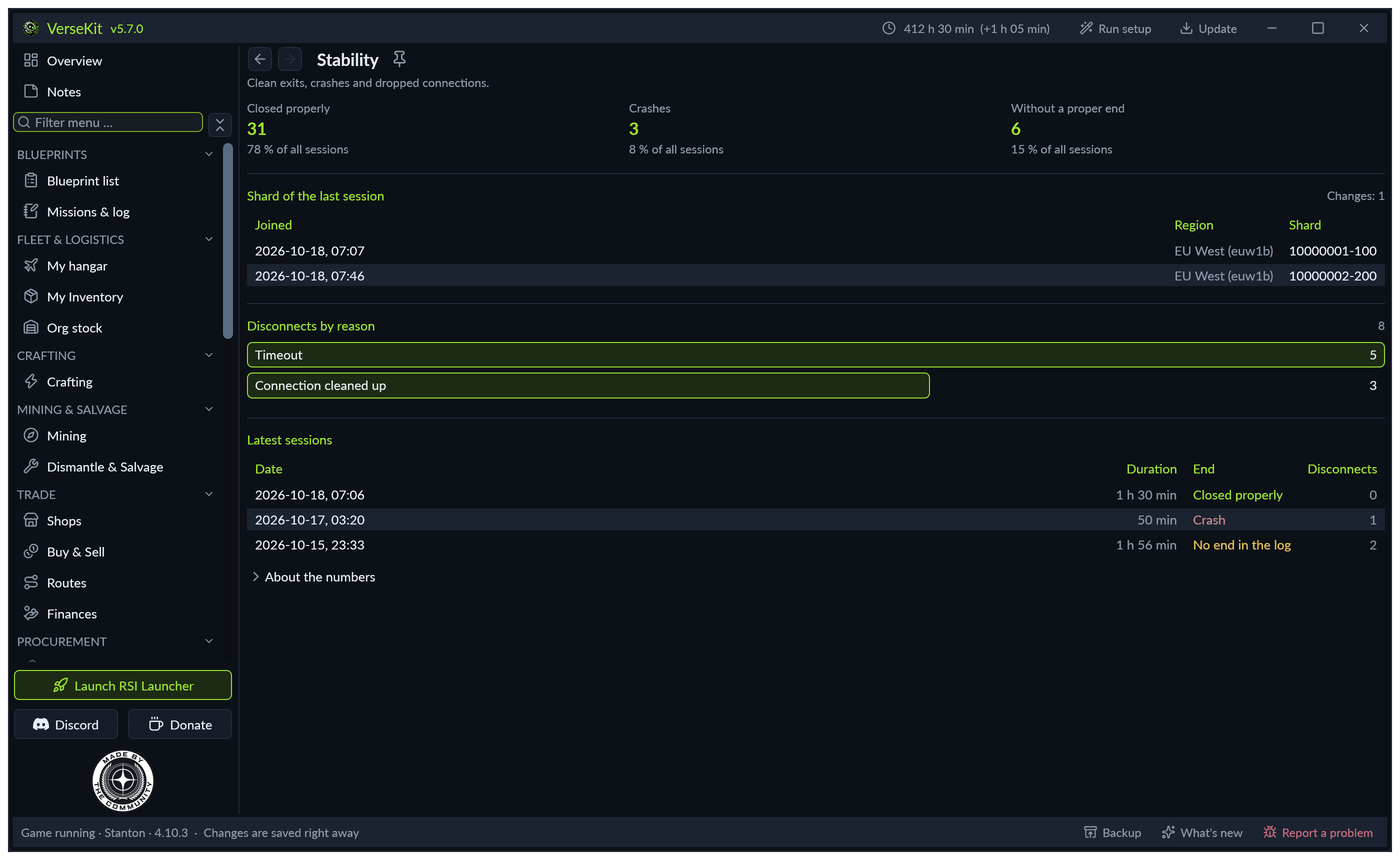 VerseKit v5.7.0
412 h 30 min (+1 h 05 min)
Run setup
Update
Overview
Notes
Filter menu ...
BLUEPRINTS
Blueprint list
Missions & log
FLEET & LOGISTICS
My hangar
My Inventory
Org stock
CRAFTING
Crafting
MINING & SALVAGE
Mining
Dismantle & Salvage
TRADE
Shops
Buy & Sell
Routes
Finances
PROCUREMENT
Launch RSI Launcher
Discord
Donate
MADE BY
THE COMMUNITY
Stability
Clean exits, crashes and dropped connections.
Closed properly
31
78 % of all sessions
Crashes
3
8 % of all sessions
Without a proper end
6
15 % of all sessions
Shard of the last session
Changes: 1
Joined Region Shard
2026-10-18, 07:07 EU West (euw1b) 10000001-100
2026-10-18, 07:46 EU West (euw1b) 10000002-200
Disconnects by reason
8
Timeout 5
Connection cleaned up 3
Latest sessions
Date Duration End Disconnects
2026-10-18, 07:06 1 h 30 min Closed properly 0
2026-10-17, 03:20 50 min Crash 1
2026-10-15, 23:33 1 h 56 min No end in the log 2
About the numbers
Game running · Stanton · 4.10.3 · Changes are saved right away
Backup
What's new
Report a problem